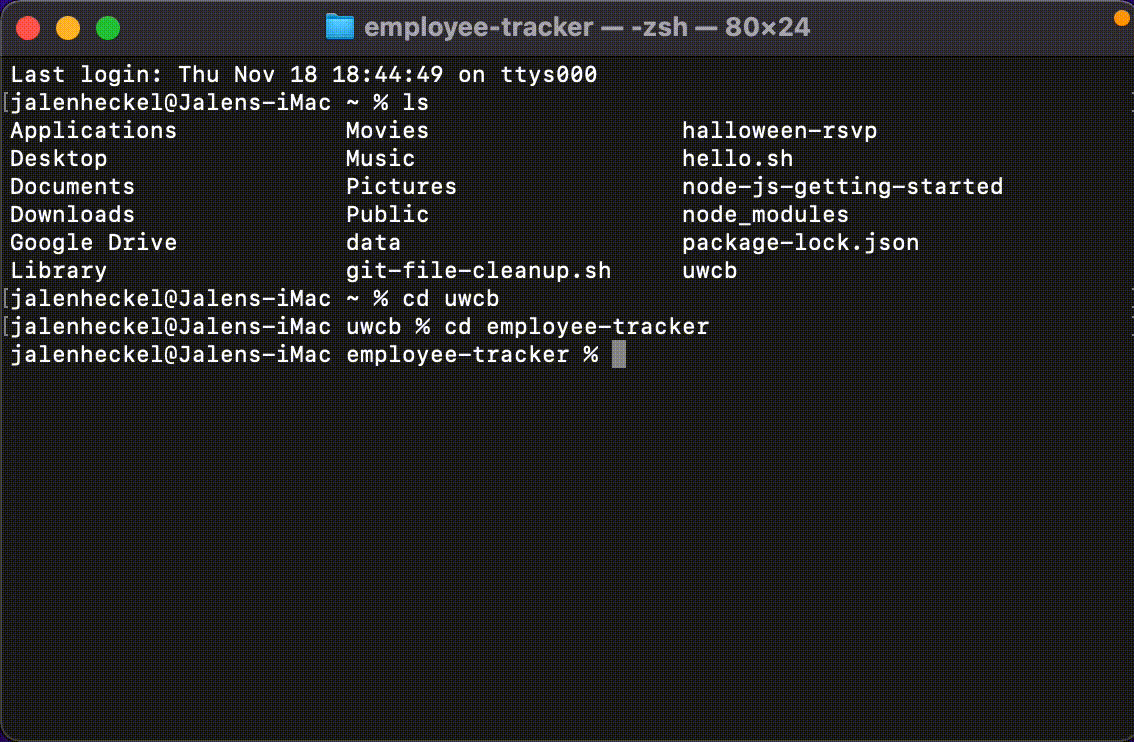 employee-tracker — -zsh — 80×24
Last login: Thu Nov 18 18:44:49 on ttys000
[jalenheckel@Jalens-iMac ~ % ls ]
Applications Movies halloween-rsvp
Desktop Music hello.sh
Documents Pictures node-js-getting-started
Downloads Public node_modules
Google Drive data package-lock.json
Library git-file-cleanup.sh uwcb
[jalenheckel@Jalens-iMac ~ % cd uwcb ]
[jalenheckel@Jalens-iMac uwcb % cd employee-tracker ]
jalenheckel@Jalens-iMac employee-tracker %